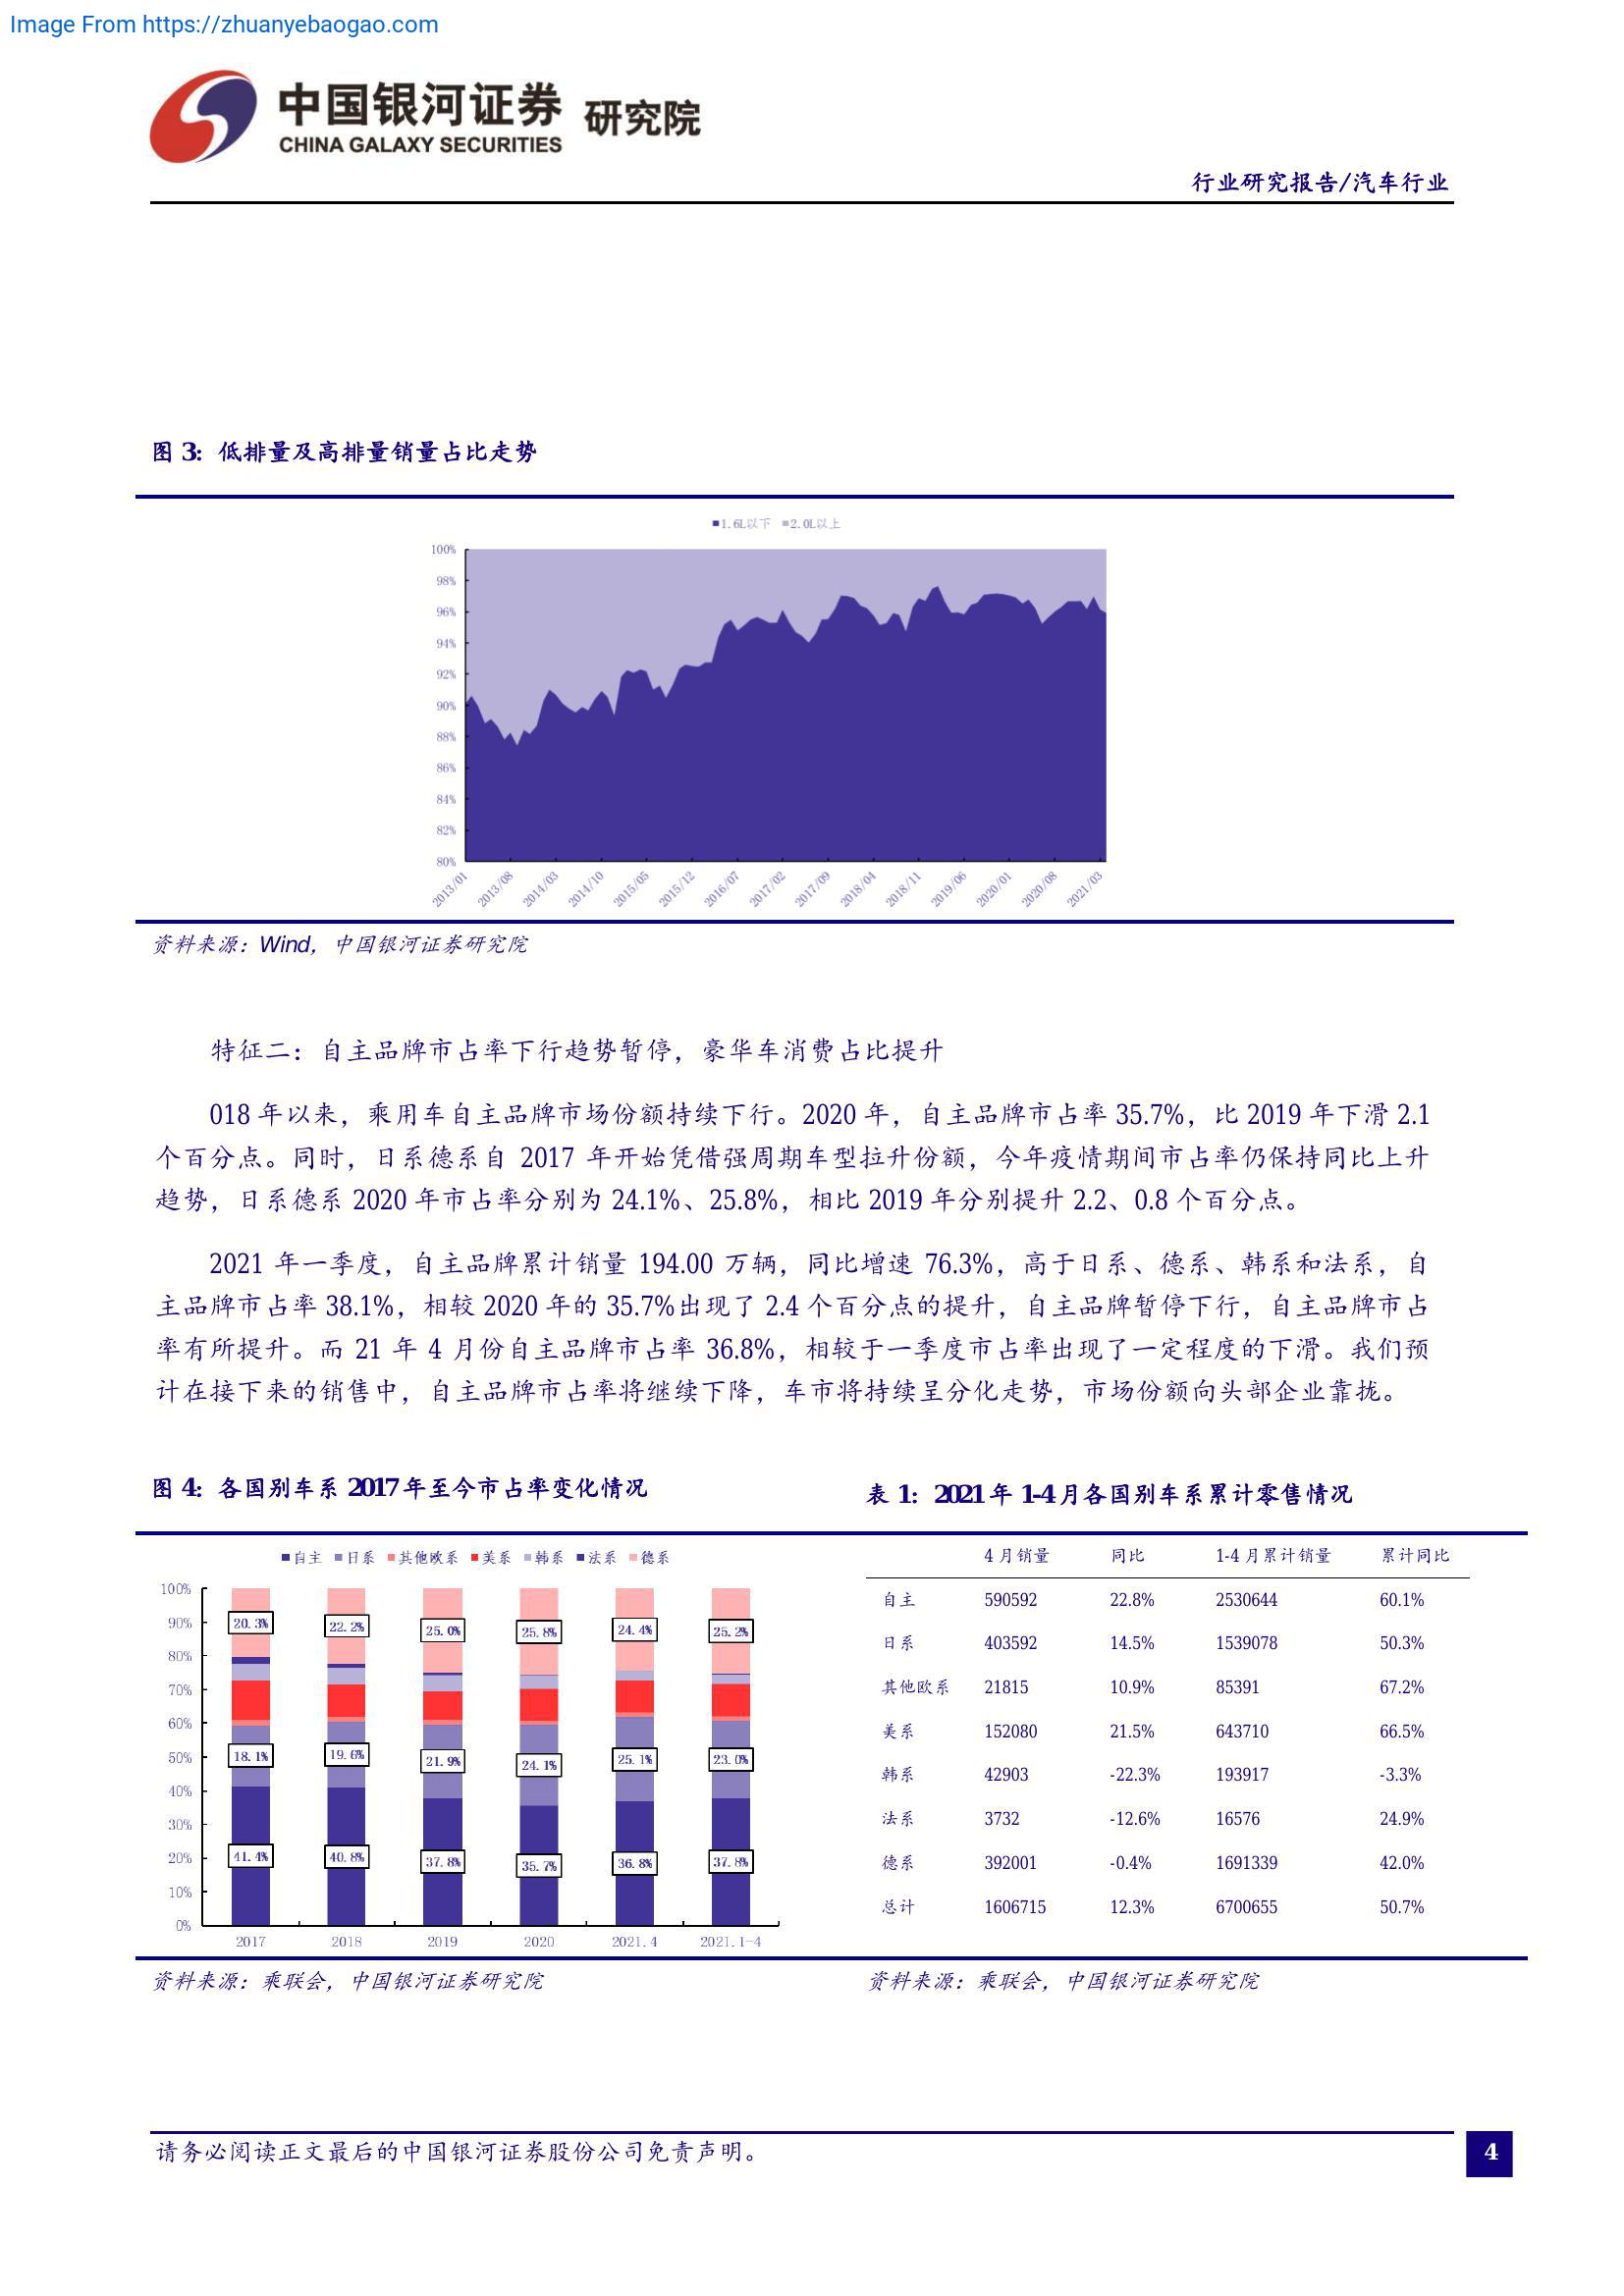 Image From https://zhuanyebaogao.com
中国银河证券 研究院
CHINA GALAXY SECURITIES
行业研究报告/汽车行业
图 3：低排量及高排量销量占比走势
■1.6L以下 ■2.0L以上
100%
98%
96%
94%
92%
90%
88%
86%
84%
82%
80%
2013/01 2013/08 2014/03 2014/10 2015/05 2015/12 2016/07 2017/02 2017/09 2018/04 2018/11 2019/06 2020/01 2020/08 2021/03
资料来源：Wind，中国银河证券研究院
特征二：自主品牌市占率下行趋势暂停，豪华车消费占比提升
018 年以来，乘用车自主品牌市场份额持续下行。2020 年，自主品牌市占率 35.7%，比 2019 年下滑 2.1
个百分点。同时，日系德系自 2017 年开始凭借强周期车型拉升份额，今年疫情期间市占率仍保持同比上升
趋势，日系德系 2020 年市占率分别为 24.1%、25.8%，相比 2019 年分别提升 2.2、0.8 个百分点。
2021 年一季度，自主品牌累计销量 194.00 万辆，同比增速 76.3%，高于日系、德系、韩系和法系，自
主品牌市占率 38.1%，相较 2020 年的 35.7%出现了 2.4 个百分点的提升，自主品牌暂停下行，自主品牌市占
率有所提升。而 21 年 4 月份自主品牌市占率 36.8%，相较于一季度市占率出现了一定程度的下滑。我们预
计在接下来的销售中，自主品牌市占率将继续下降，车市将持续呈分化走势，市场份额向头部企业靠拢。
图 4：各国别车系 2017 年至今市占率变化情况
■自主 ■日系 ■其他欧系 ■美系 ■韩系 ■法系 ■德系
100%
90%
80%
70%
60%
50%
40%
30%
20%
10%
0%
20.3% 22.2% 25.0% 25.8% 24.4% 25.2%
18.1% 19.6% 21.9% 24.1% 25.1% 23.0%
41.4% 40.8% 37.8% 35.7% 36.8% 37.8%
2017 2018 2019 2020 2021.4 2021.1-4
资料来源：乘联会，中国银河证券研究院
表 1：2021 年 1-4 月各国别车系累计零售情况
4 月销量 同比 1-4 月累计销量 累计同比
自主 590592 22.8% 2530644 60.1%
日系 403592 14.5% 1539078 50.3%
其他欧系 21815 10.9% 85391 67.2%
美系 152080 21.5% 643710 66.5%
韩系 42903 -22.3% 193917 -3.3%
法系 3732 -12.6% 16576 24.9%
德系 392001 -0.4% 1691339 42.0%
总计 1606715 12.3% 6700655 50.7%
资料来源：乘联会，中国银河证券研究院
请务必阅读正文最后的中国银河证券股份公司免责声明。
4